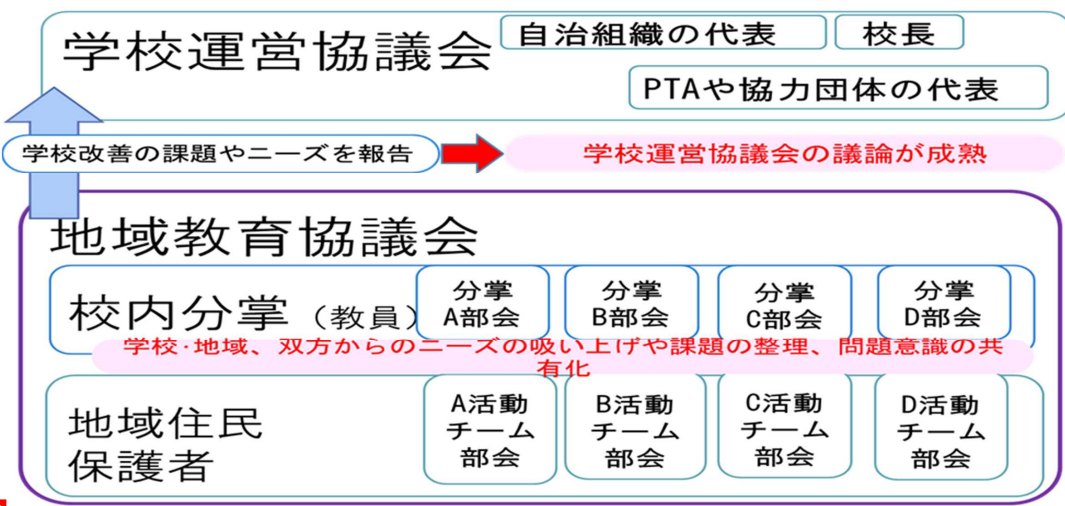 学校運営協議会
自治組織の代表
校長
PTAや協力団体の代表
学校改善の課題やニーズを報告
学校運営協議会の議論が成熟
地域教育協議会
校内分掌（教員）
分掌
A部会
分掌
B部会
分掌
C部会
分掌
D部会
学校･地域、双方からのニーズの吸い上げや課題の整理、問題意識の共
有化
地域住民
保護者
A活動
チーム
部会
B活動
チーム
部会
C活動
チーム
部会
D活動
チーム
部会